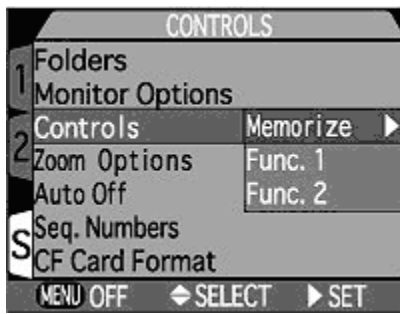 CONTROLS
1
Folders
Monitor Options
Controls Memorize ▶
2
Zoom Options Func. 1
Auto Off Func. 2
S
Seq. Numbers
CF Card Format
MENU OFF SELECT ▶ SET